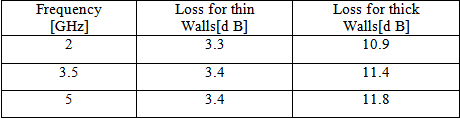 Frequency Loss for thin Loss for thick
[GHz] Walls[d B] Walls[d B]
2 3.3 10.9
3.5 3.4 11.4
5 3.4 11.8